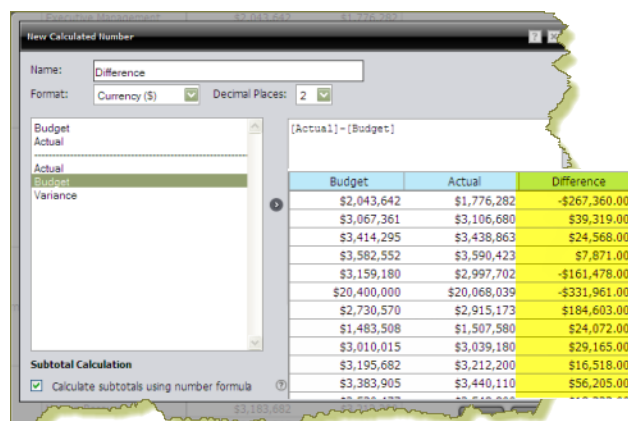 Executive Management $2,043,642 $1,776,282
New Calculated Number ?
Name: Difference
Format: Currency ($) Decimal Places: 2
Budget
Actual
Actual
Budget
Variance
[Actual]-[Budget]
Budget Actual Difference
$2,043,642 $1,776,282 -$267,360.00
$3,067,361 $3,106,680 $39,319.00
$3,414,295 $3,438,863 $24,568.00
$3,582,552 $3,590,423 $7,871.00
$3,159,180 $2,997,702 -$161,478.00
$20,400,000 $20,068,039 -$331,961.00
$2,730,570 $2,915,173 $184,603.00
$1,483,508 $1,507,580 $24,072.00
$3,010,015 $3,039,180 $29,165.00
$3,195,682 $3,212,200 $16,518.00
$3,383,905 $3,440,110 $56,205.00
Subtotal Calculation
Calculate subtotals using number formula ?
$3,183,682